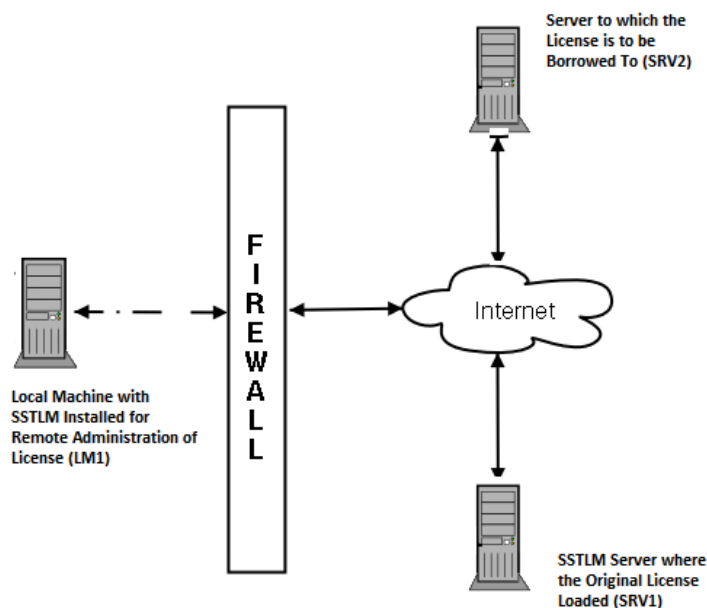 Server to which the
License is to be
Borrowed To (SRV2)
FIREWALL
Internet
Local Machine with
SSTLM Installed for
Remote Administration of
License (LM1)
SSTLM Server where
the Original License
Loaded (SRV1)